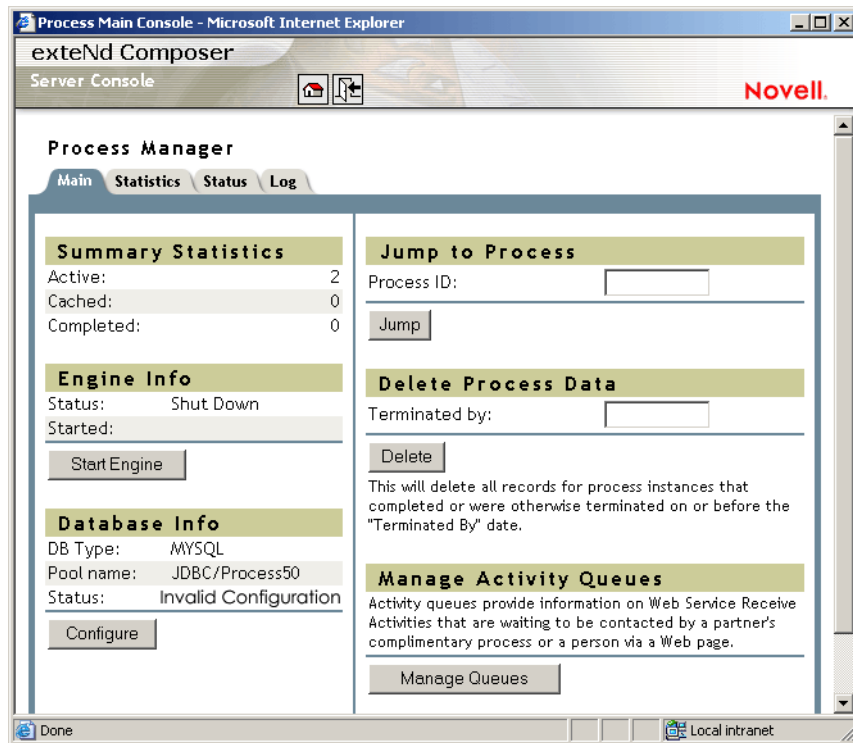 Process Main Console - Microsoft Internet Explorer
exteNd Composer
Server Console
Novell.
Process Manager
Main Statistics Status Log
Summary Statistics
Active: 2
Cached: 0
Completed: 0
Engine Info
Status: Shut Down
Started:
Start Engine
Database Info
DB Type: MYSQL
Pool name: JDBC/Process50
Status: Invalid Configuration
Configure
Jump to Process
Process ID:
Jump
Delete Process Data
Terminated by:
Delete
This will delete all records for process instances that
completed or were otherwise terminated on or before the
"Terminated By" date.
Manage Activity Queues
Activity queues provide information on Web Service Receive
Activities that are waiting to be contacted by a partner's
complimentary process or a person via a Web page.
Manage Queues
Done
Local intranet